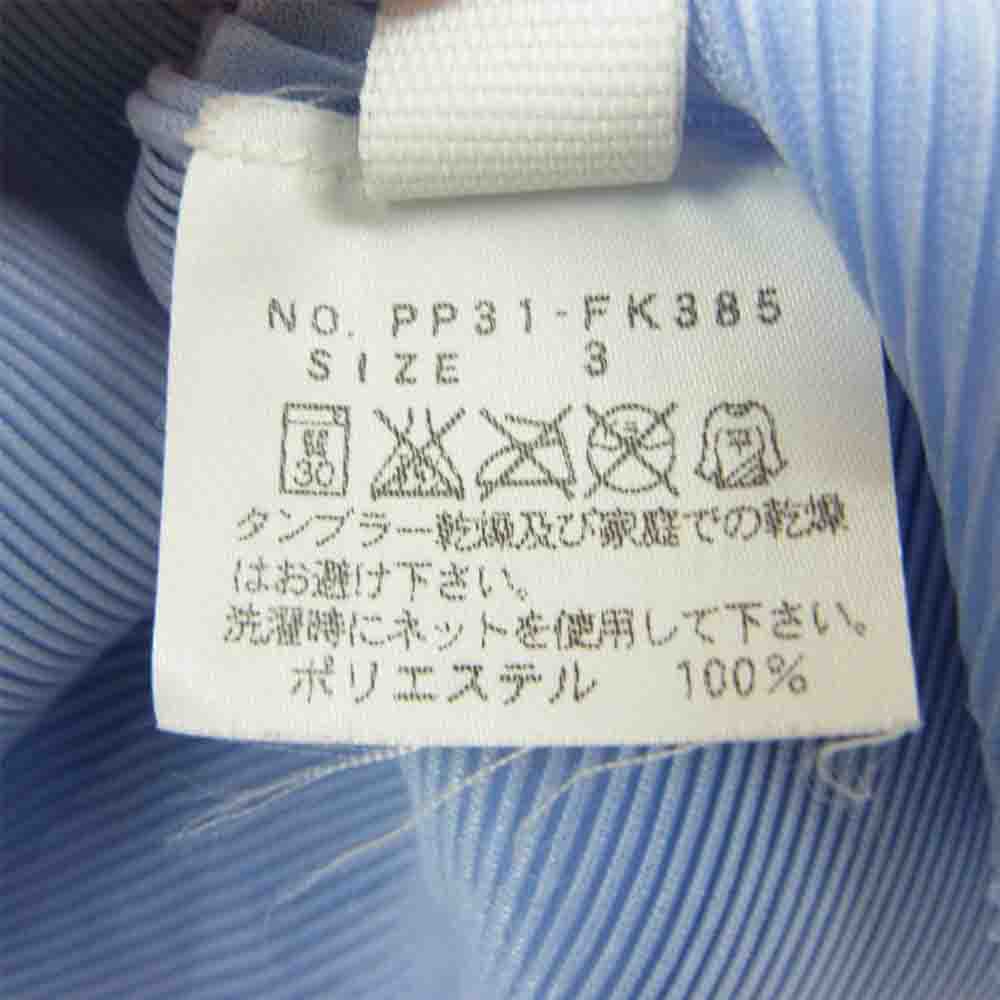 NO. PP31-FK385
SIZE 3
弱 30
タンブラー乾燥及び家庭での乾燥
はお避け下さい。
洗濯時にネットを使用して下さい。
ポリエステル 100%